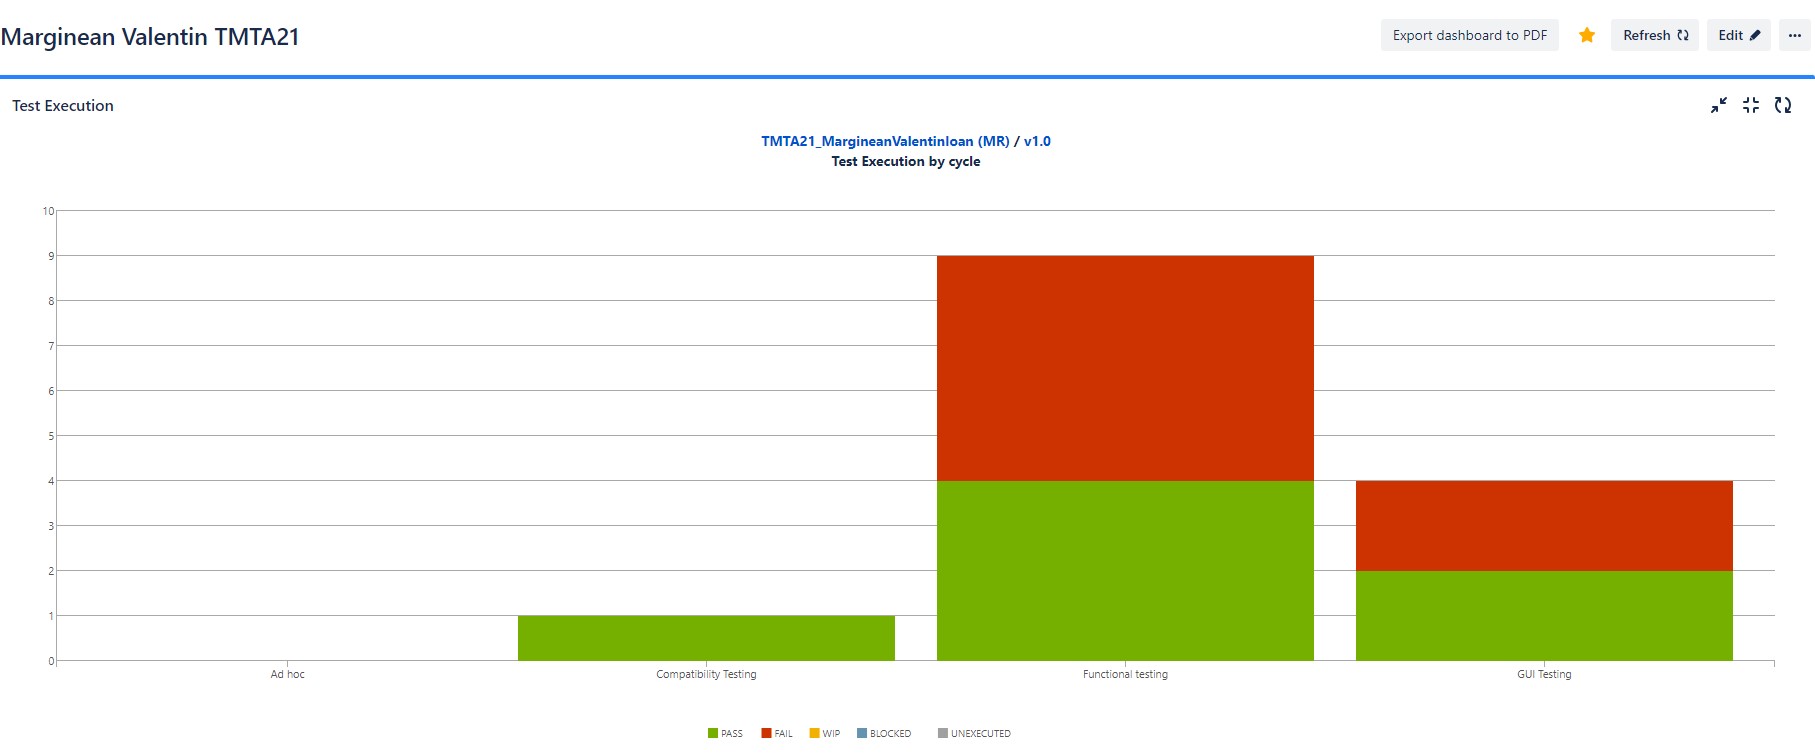 Marginean Valentin TMTA21
Export dashboard to PDF
Refresh
Edit
Test Execution
TMTA21_MargineanValentinIoan (MR) / v1.0
Test Execution by cycle
10
9
8
7
6
5
4
3
2
1
0
Ad hoc Compatibility Testing Functional testing GUI Testing
PASS FAIL WIP BLOCKED UNEXECUTED